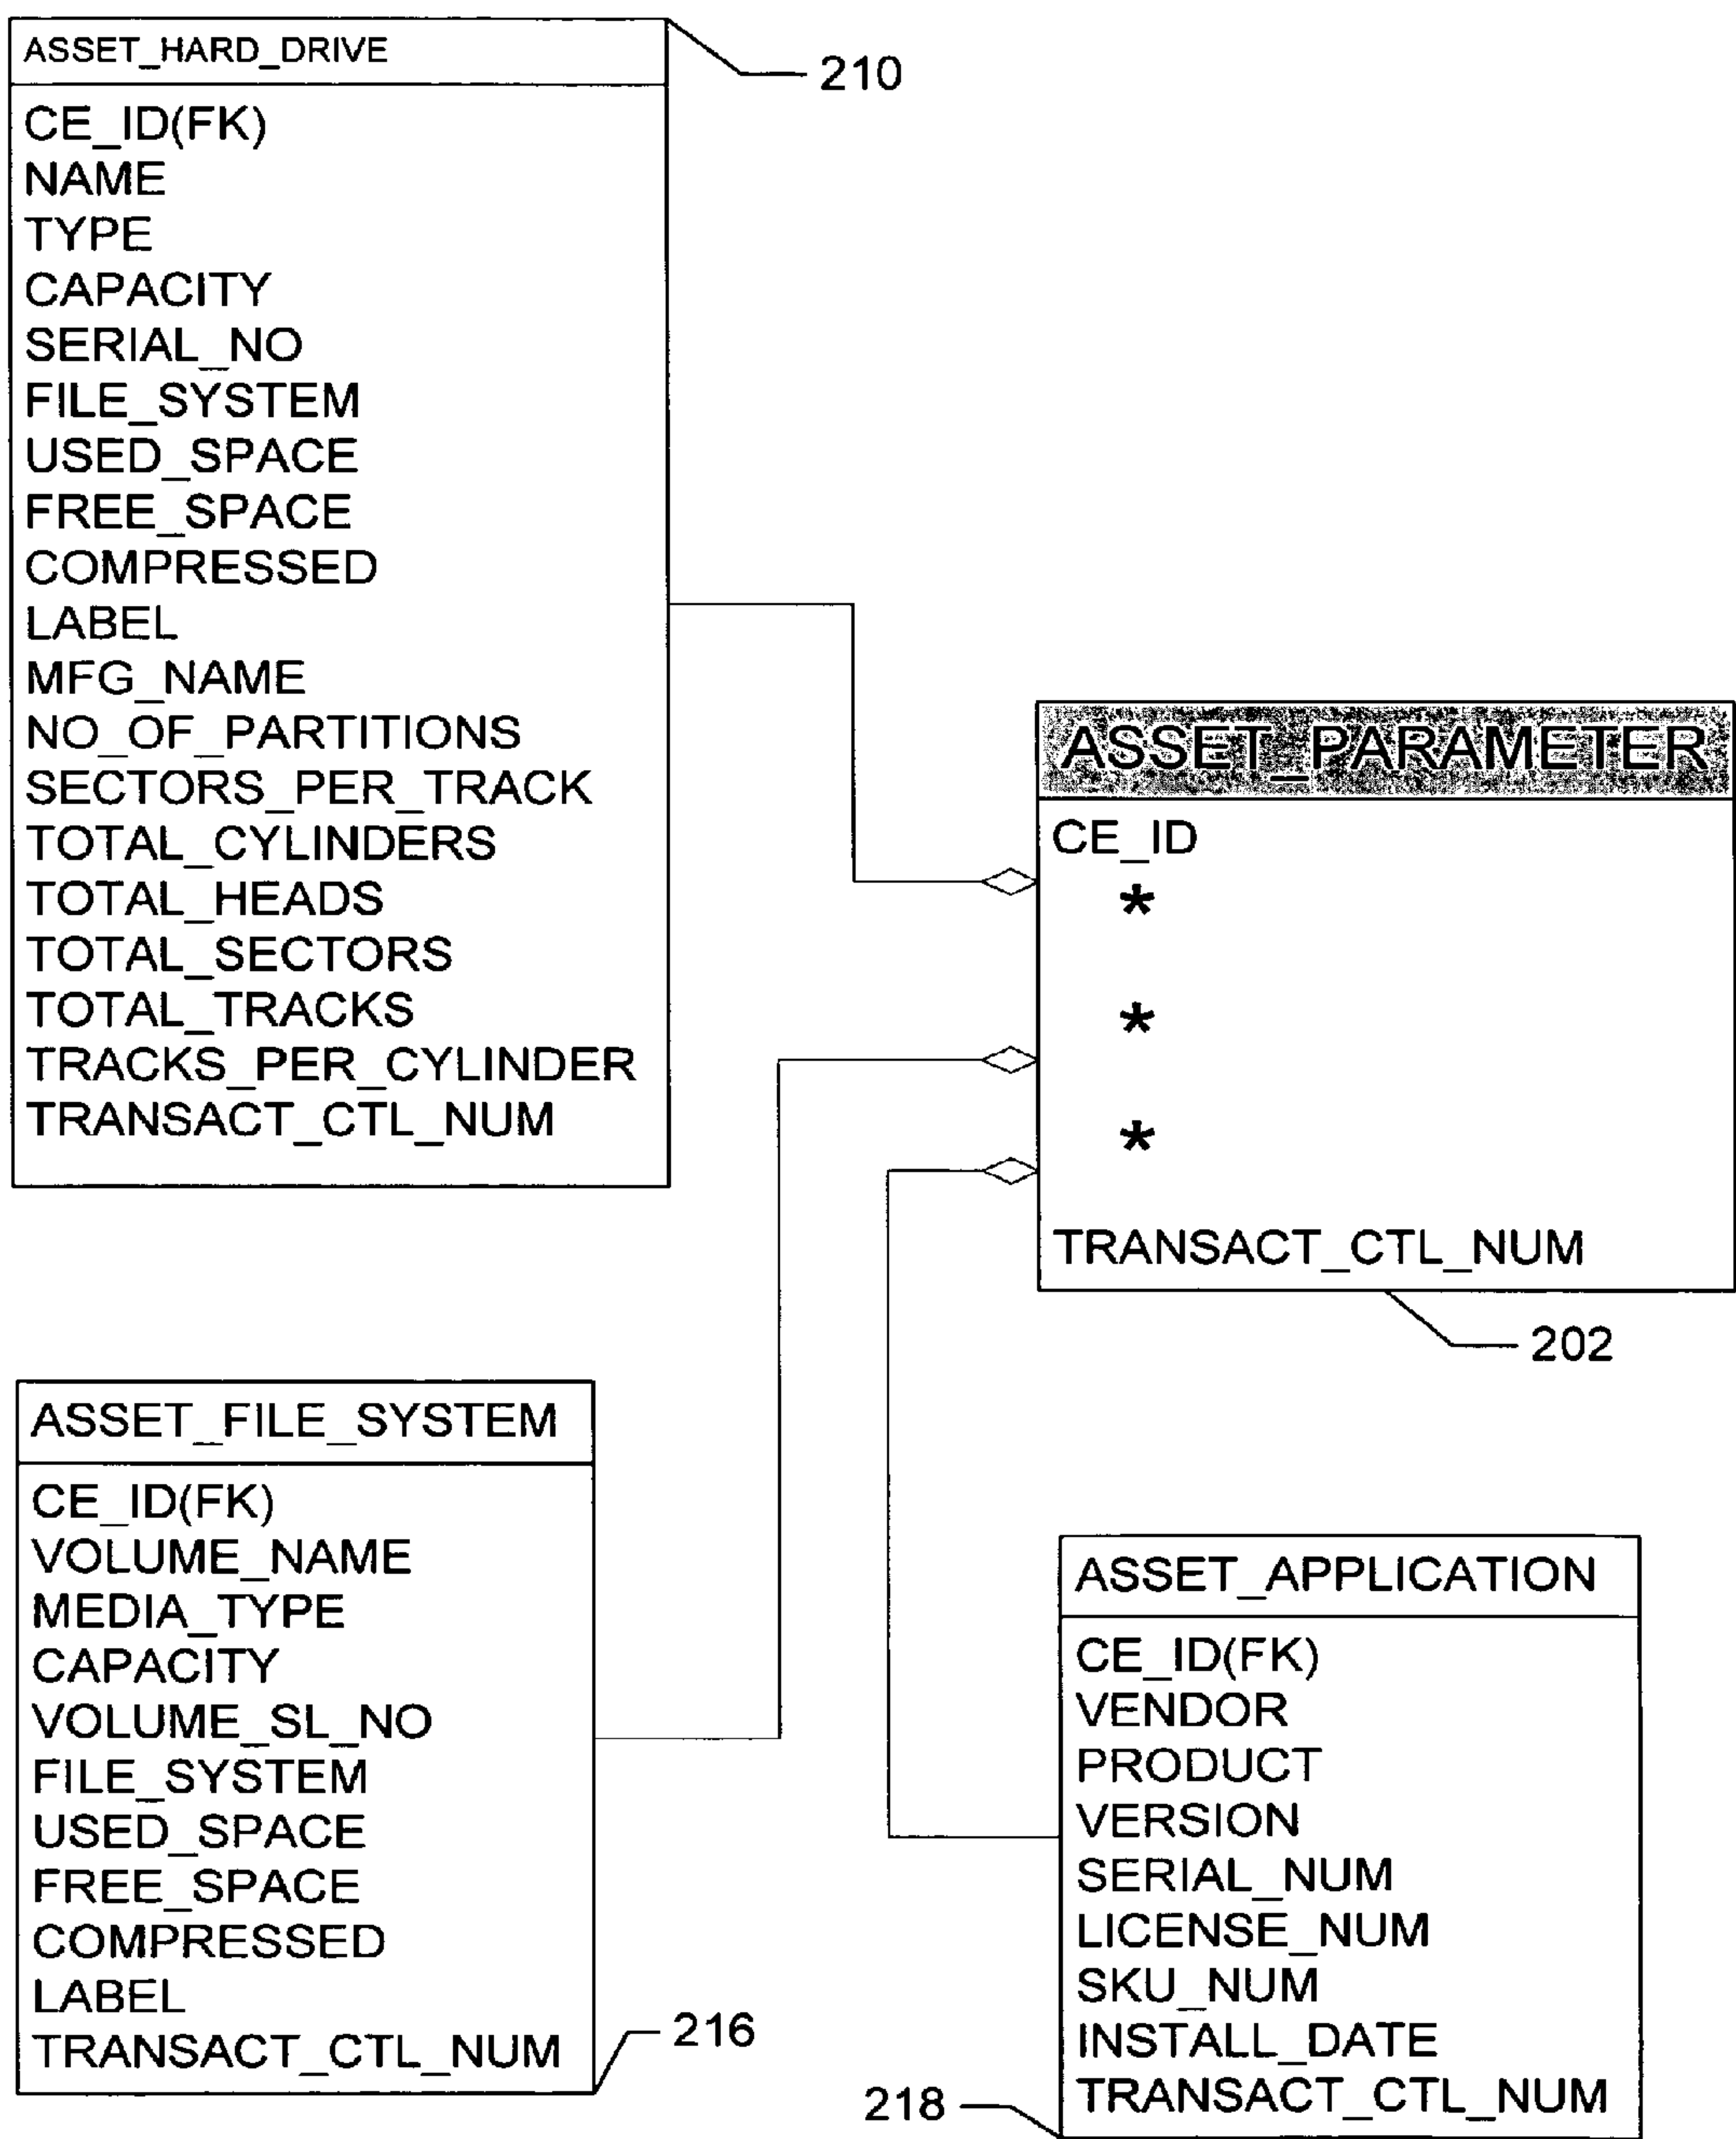 ASSET_HARD_DRIVE
210
CE_ID(FK)
NAME
TYPE
CAPACITY
SERIAL_NO
FILE_SYSTEM
USED_SPACE
FREE_SPACE
COMPRESSED
LABEL
MFG_NAME
NO_OF_PARTITIONS
SECTORS_PER_TRACK
TOTAL_CYLINDERS
TOTAL_HEADS
TOTAL_SECTORS
TOTAL_TRACKS
TRACKS_PER_CYLINDER
TRANSACT_CTL_NUM
ASSET_PARAMETER
CE_ID
*
*
*
TRANSACT_CTL_NUM
202
ASSET_FILE_SYSTEM
CE_ID(FK)
VOLUME_NAME
MEDIA_TYPE
CAPACITY
VOLUME_SL_NO
FILE_SYSTEM
USED_SPACE
FREE_SPACE
COMPRESSED
LABEL
TRANSACT_CTL_NUM
216
ASSET_APPLICATION
CE_ID(FK)
VENDOR
PRODUCT
VERSION
SERIAL_NUM
LICENSE_NUM
SKU_NUM
INSTALL_DATE
TRANSACT_CTL_NUM
218